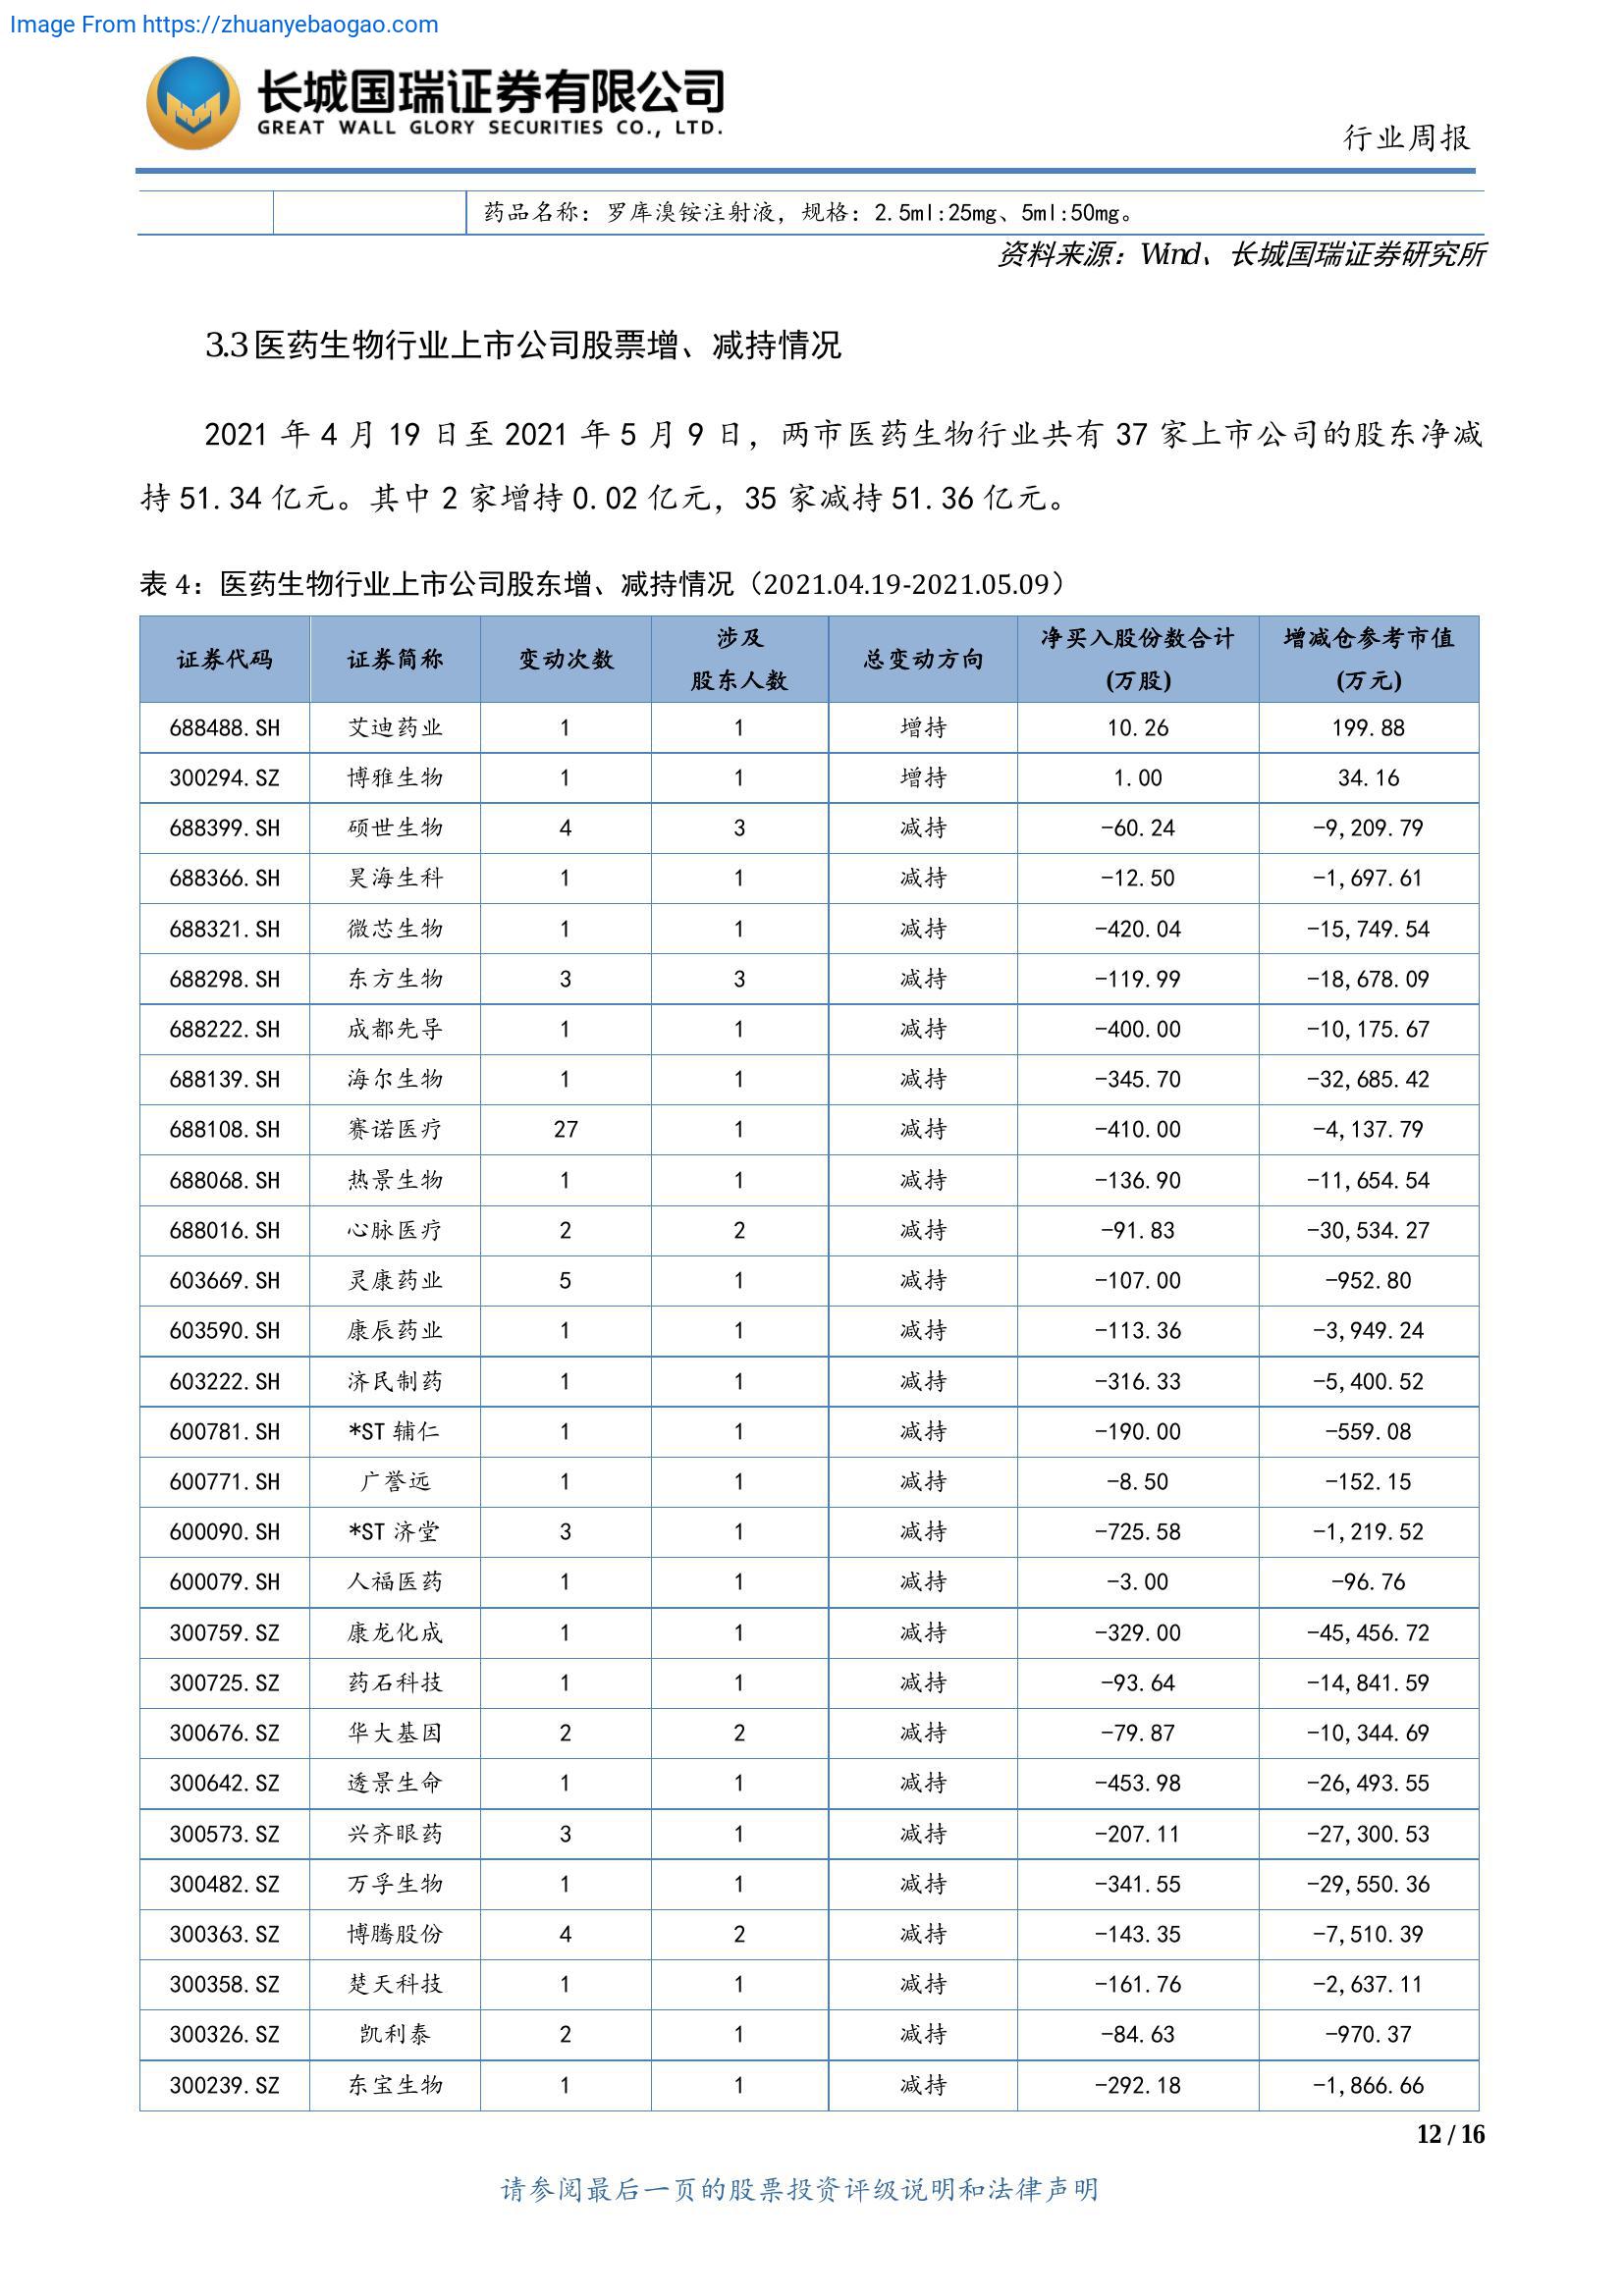 Image From https://zhuanyebaogao.com
长城国瑞证券有限公司
GREAT WALL GLORY SECURITIES CO., LTD.
行业周报
药品名称：罗库溴铵注射液，规格：2.5ml:25mg、5ml:50mg。
资料来源：Wind、长城国瑞证券研究所
3.3 医药生物行业上市公司股票增、减持情况
2021 年 4 月 19 日至 2021 年 5 月 9 日，两市医药生物行业共有 37 家上市公司的股东净减
持 51.34 亿元。其中 2 家增持 0.02 亿元，35 家减持 51.36 亿元。
表 4：医药生物行业上市公司股东增、减持情况（2021.04.19-2021.05.09）
证券代码 证券简称 变动次数 涉及 股东人数 总变动方向 净买入股份数合计 (万股) 增减仓参考市值 (万元)
688488.SH 艾迪药业 1 1 增持 10.26 199.88
300294.SZ 博雅生物 1 1 增持 1.00 34.16
688399.SH 硕世生物 4 3 减持 -60.24 -9,209.79
688366.SH 昊海生科 1 1 减持 -12.50 -1,697.61
688321.SH 微芯生物 1 1 减持 -420.04 -15,749.54
688298.SH 东方生物 3 3 减持 -119.99 -18,678.09
688222.SH 成都先导 1 1 减持 -400.00 -10,175.67
688139.SH 海尔生物 1 1 减持 -345.70 -32,685.42
688108.SH 赛诺医疗 27 1 减持 -410.00 -4,137.79
688068.SH 热景生物 1 1 减持 -136.90 -11,654.54
688016.SH 心脉医疗 2 2 减持 -91.83 -30,534.27
603669.SH 灵康药业 5 1 减持 -107.00 -952.80
603590.SH 康辰药业 1 1 减持 -113.36 -3,949.24
603222.SH 济民制药 1 1 减持 -316.33 -5,400.52
600781.SH *ST 辅仁 1 1 减持 -190.00 -559.08
600771.SH 广誉远 1 1 减持 -8.50 -152.15
600090.SH *ST 济堂 3 1 减持 -725.58 -1,219.52
600079.SH 人福医药 1 1 减持 -3.00 -96.76
300759.SZ 康龙化成 1 1 减持 -329.00 -45,456.72
300725.SZ 药石科技 1 1 减持 -93.64 -14,841.59
300676.SZ 华大基因 2 2 减持 -79.87 -10,344.69
300642.SZ 透景生命 1 1 减持 -453.98 -26,493.55
300573.SZ 兴齐眼药 3 1 减持 -207.11 -27,300.53
300482.SZ 万孚生物 1 1 减持 -341.55 -29,550.36
300363.SZ 博腾股份 4 2 减持 -143.35 -7,510.39
300358.SZ 楚天科技 1 1 减持 -161.76 -2,637.11
300326.SZ 凯利泰 2 1 减持 -84.63 -970.37
300239.SZ 东宝生物 1 1 减持 -292.18 -1,866.66
12 / 16
请参阅最后一页的股票投资评级说明和法律声明